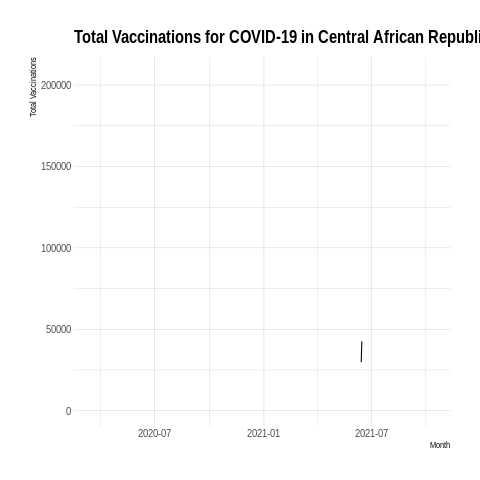 Total Vaccinations for COVID-19 in Central African Republi
Total Vaccinations
200000
150000
100000
50000
0
2020-07
2021-01
2021-07
Month